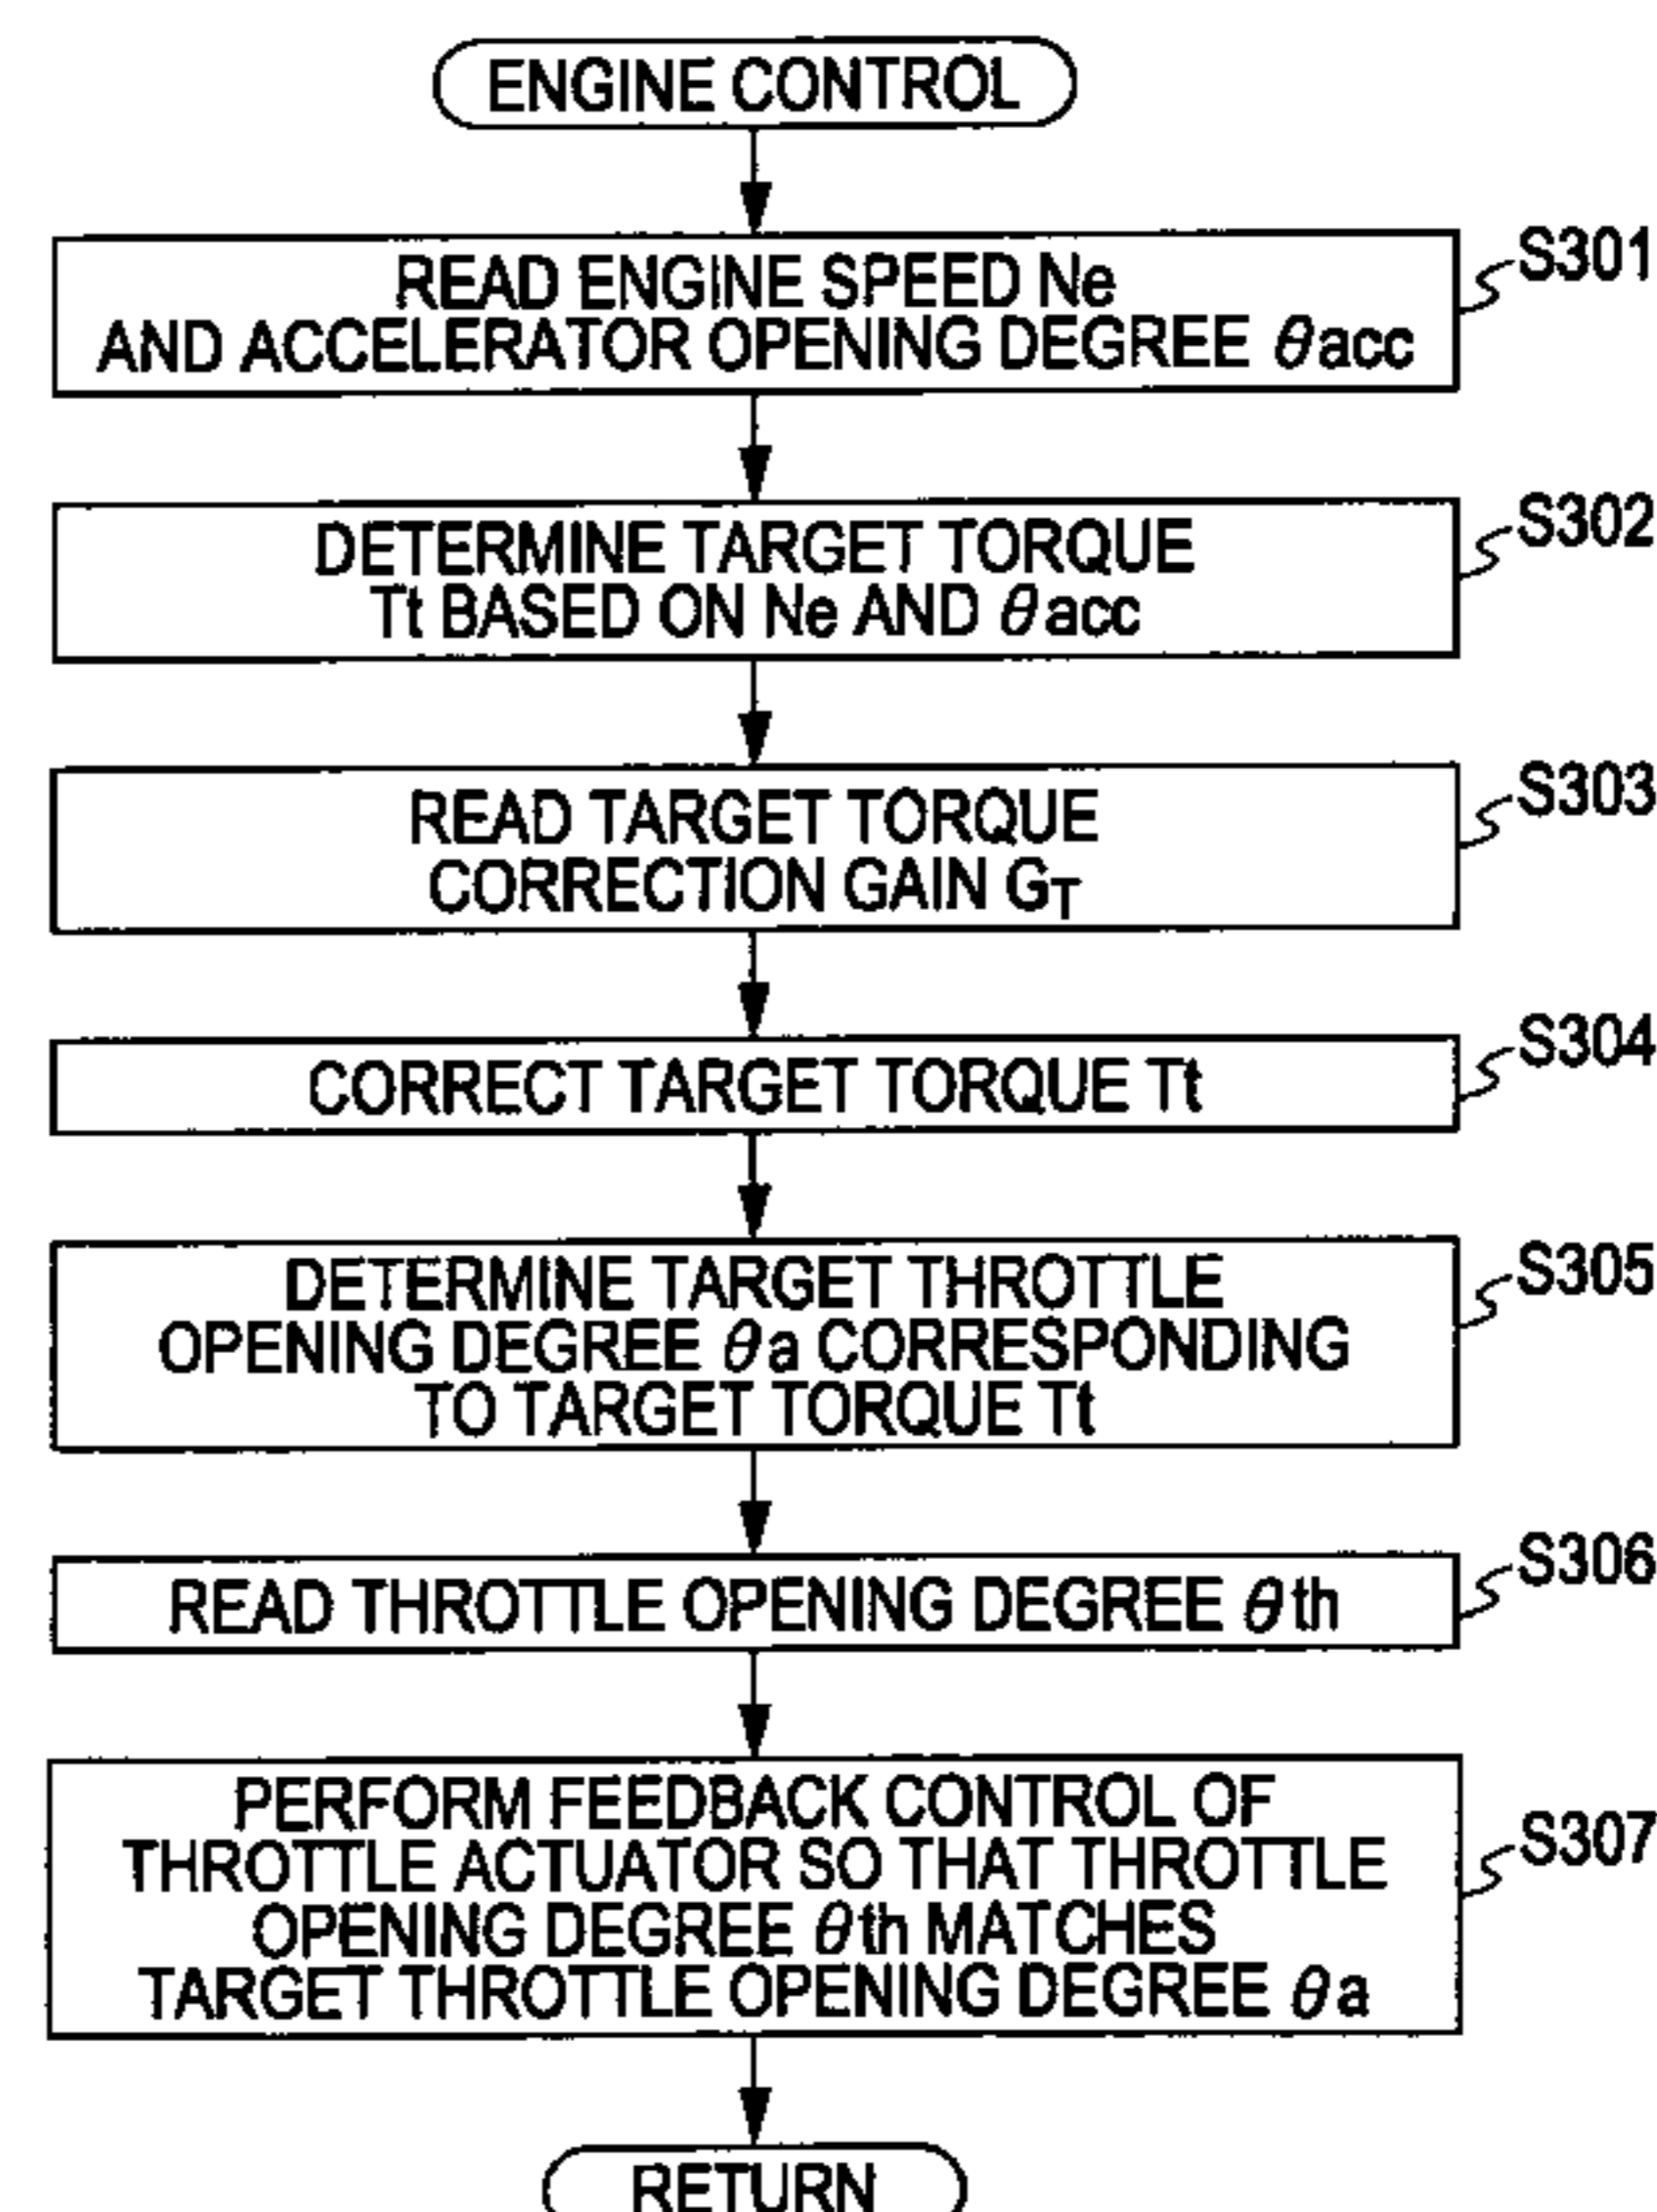 ENGINE CONTROL
READ ENGINE SPEED Ne
AND ACCELERATOR OPENING DEGREE θacc
S301
DETERMINE TARGET TORQUE
Tt BASED ON Ne AND θacc
S302
READ TARGET TORQUE
CORRECTION GAIN GT
S303
CORRECT TARGET TORQUE Tt
S304
DETERMINE TARGET THROTTLE
OPENING DEGREE θa CORRESPONDING
TO TARGET TORQUE Tt
S305
READ THROTTLE OPENING DEGREE θth
S306
PERFORM FEEDBACK CONTROL OF
THROTTLE ACTUATOR SO THAT THROTTLE
OPENING DEGREE θth MATCHES
TARGET THROTTLE OPENING DEGREE θa
S307
RETURN